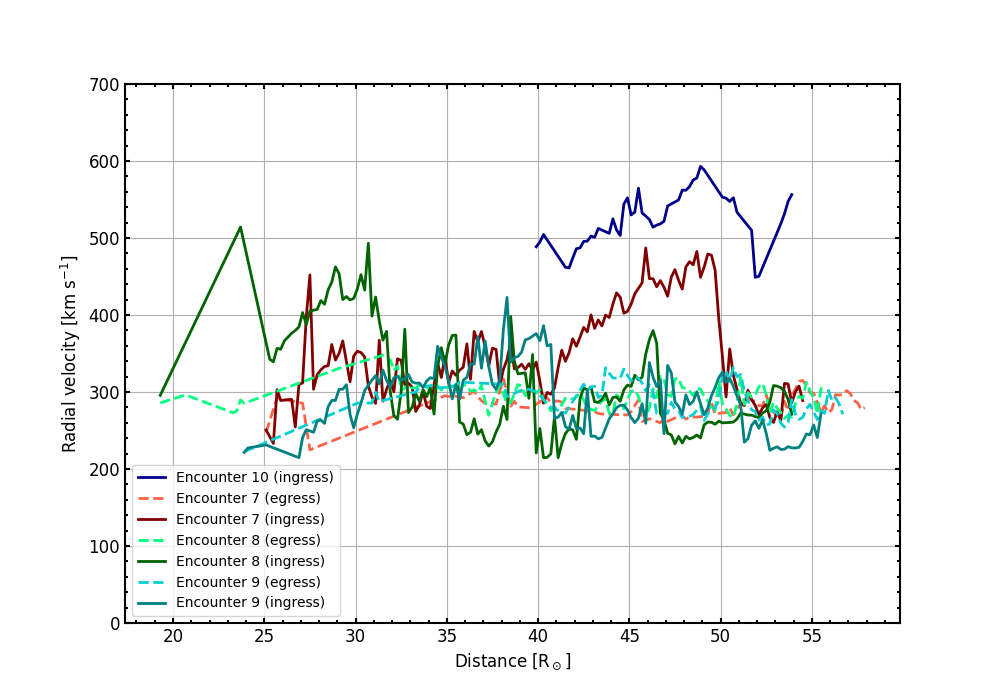 700
600
500
400
300
200
100
0
Radial velocity [km s⁻¹]
Encounter 10 (ingress)
Encounter 7 (egress)
Encounter 7 (ingress)
Encounter 8 (egress)
Encounter 8 (ingress)
Encounter 9 (egress)
Encounter 9 (ingress)
20 25 30 35 40 45 50 55
Distance [R⊙]